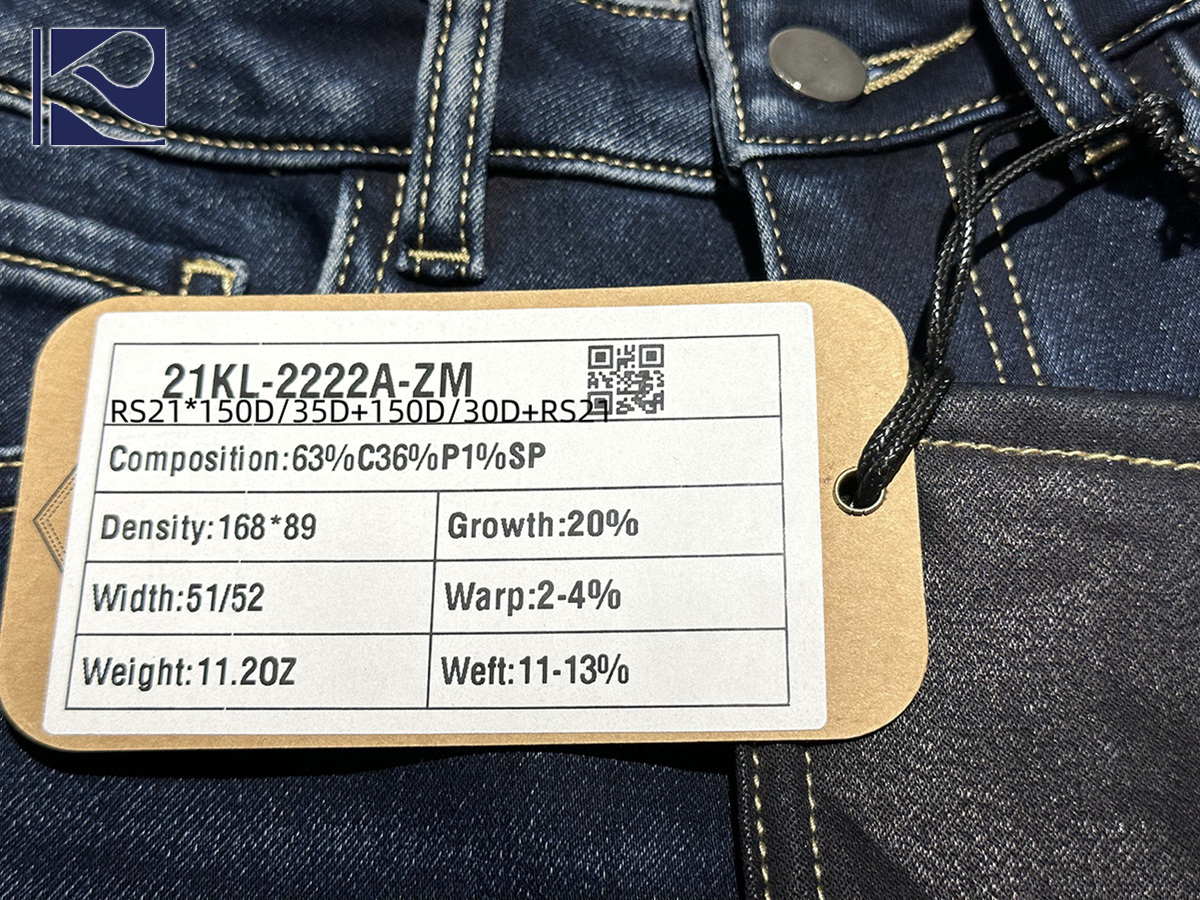 21KL-2222A-ZM
RS21*150D/35D+150D/30D+RS21
Composition:63%C36%P1%SP
Density:168*89
Growth:20%
Width:51/52
Warp:2-4%
Weight:11.2OZ
Weft:11-13%